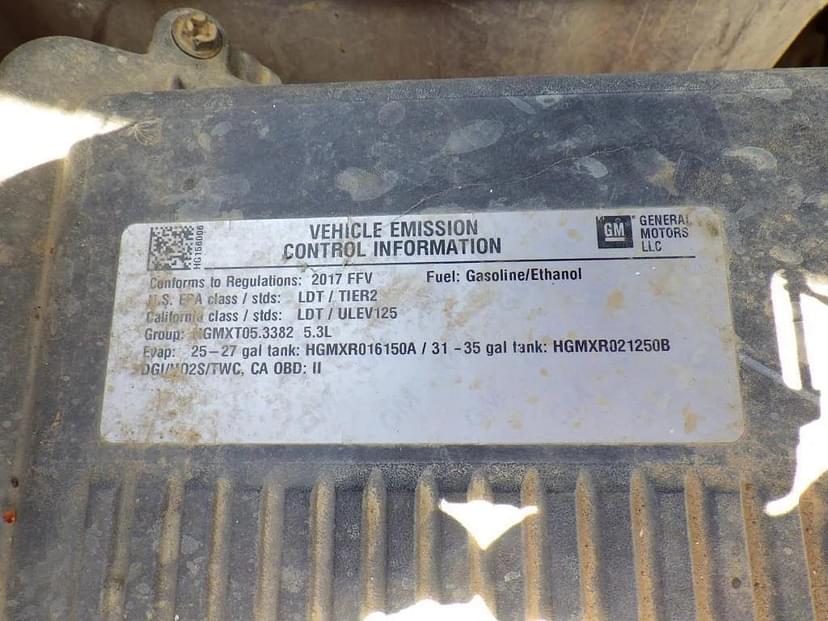 VEHICLE EMISSION
CONTROL INFORMATION
HG156006
GM
GENERAL
MOTORS
LLC
Conforms to Regulations: 2017 FFV Fuel: Gasoline/Ethanol
U.S. EPA class / stds: LDT / TIER2
California class / stds: LDT / ULEV125
Group: HGMXT05.3382 5.3L
Evap: 25-27 gal tank: HGMXR016150A / 31 -35 gal tank: HGMXR021250B
DGI/HO2S/TWC, CA OBD: II